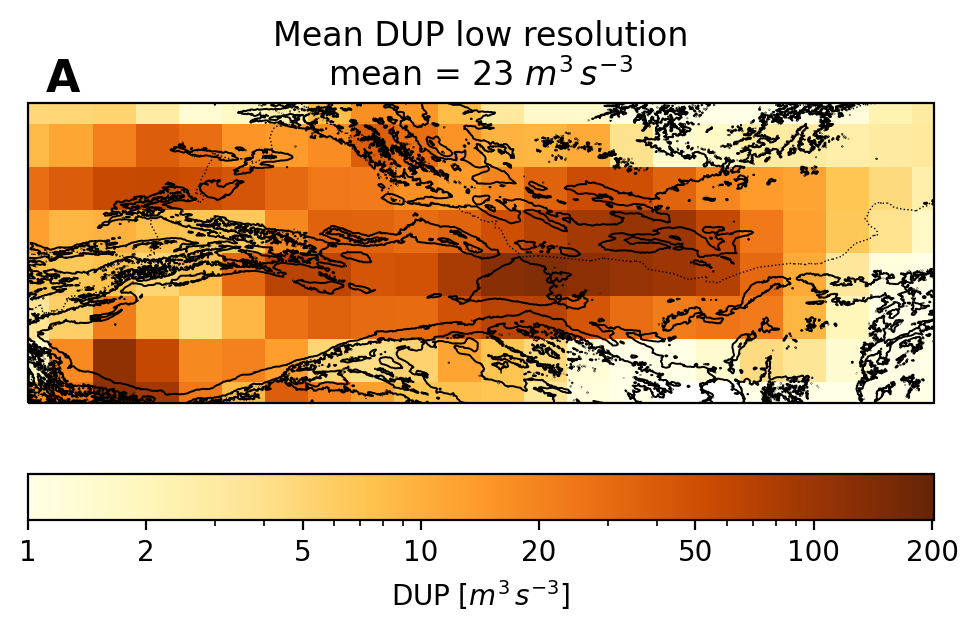 Mean DUP low resolution
A
mean = 23 m³ s⁻³
1 2 5 10 20 50 100 200
DUP [m³ s⁻³]